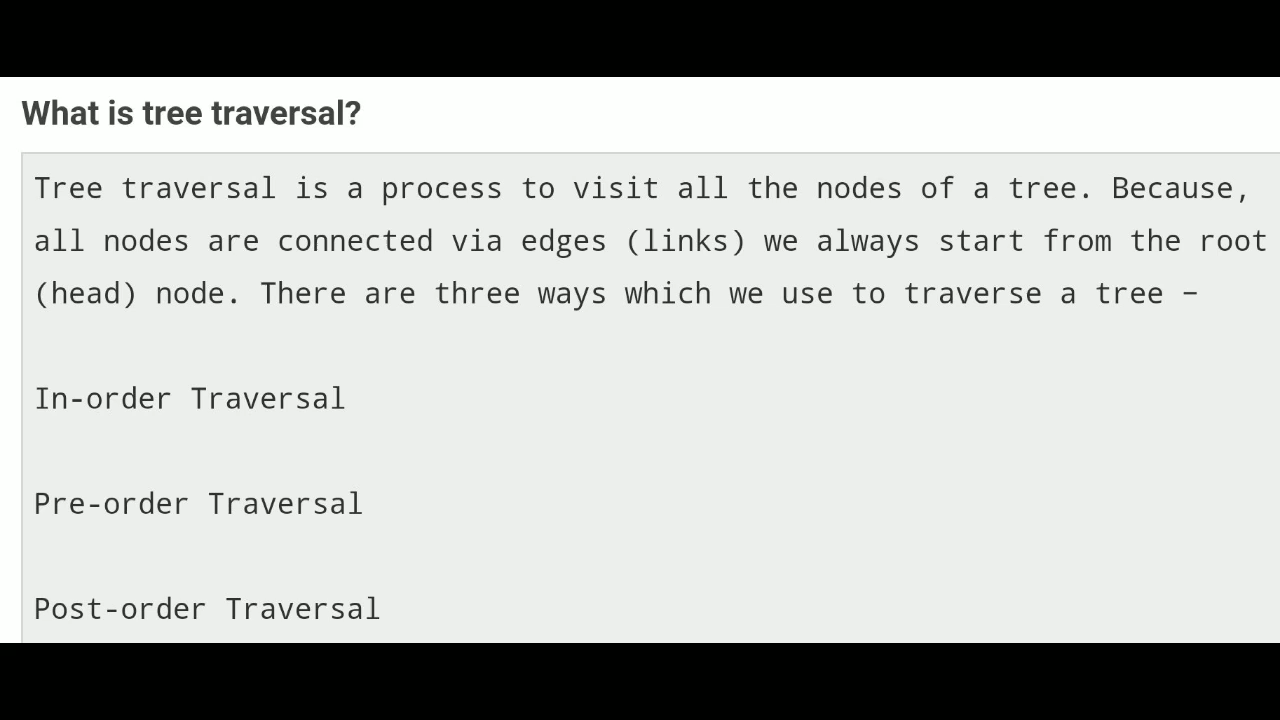 What is tree traversal?
Tree traversal is a process to visit all the nodes of a tree. Because,
all nodes are connected via edges (links) we always start from the root
(head) node. There are three ways which we use to traverse a tree −
In-order Traversal
Pre-order Traversal
Post-order Traversal